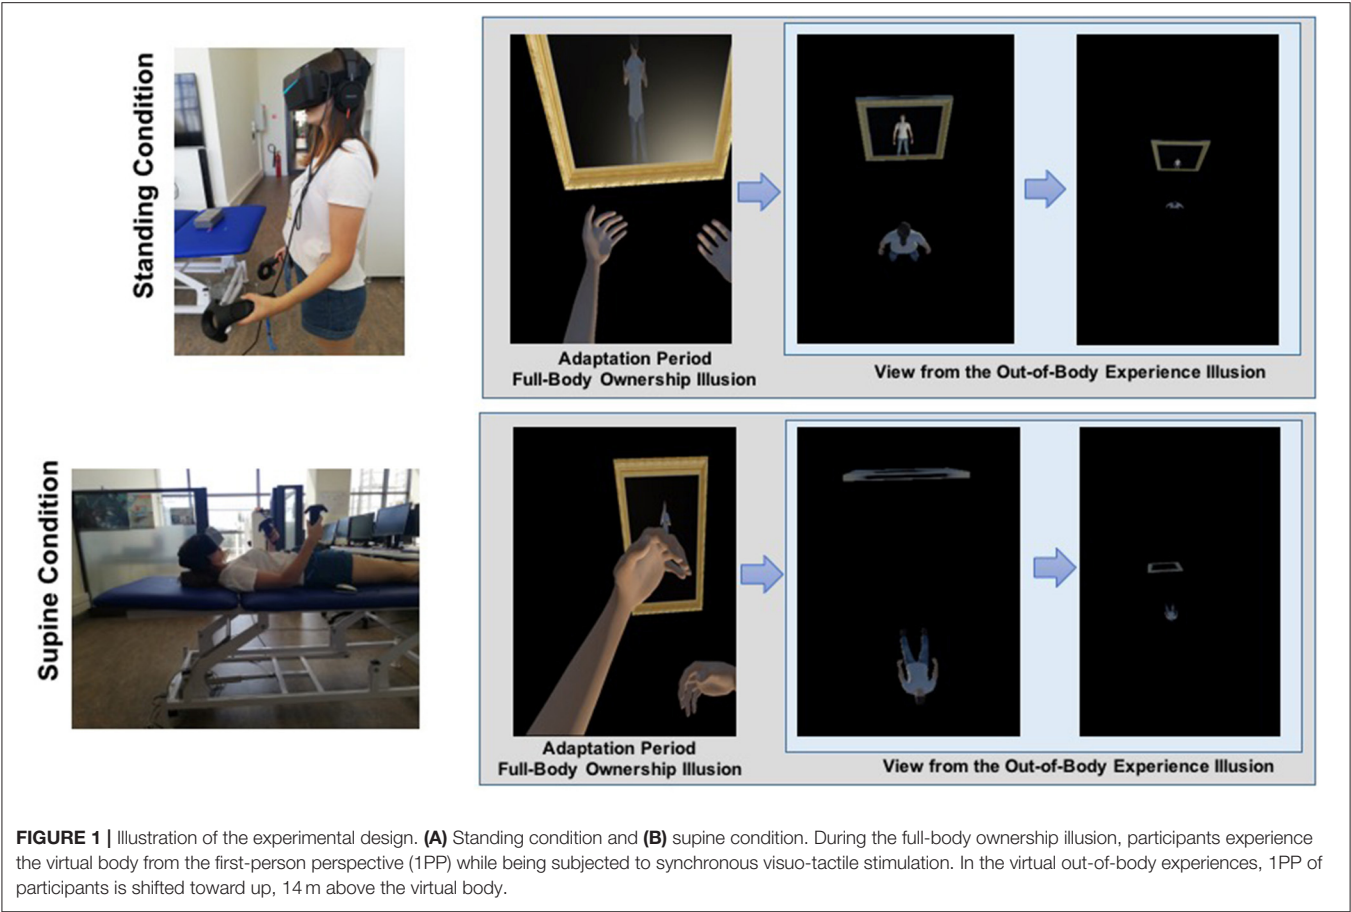 Standing Condition
Adaptation Period
Full-Body Ownership Illusion
View from the Out-of-Body Experience Illusion
Supine Condition
Adaptation Period
Full-Body Ownership Illusion
View from the Out-of-Body Experience Illusion
FIGURE 1 | Illustration of the experimental design. (A) Standing condition and (B) supine condition. During the full-body ownership illusion, participants experience
the virtual body from the first-person perspective (1PP) while being subjected to synchronous visuo-tactile stimulation. In the virtual out-of-body experiences, 1PP of
participants is shifted toward up, 14 m above the virtual body.